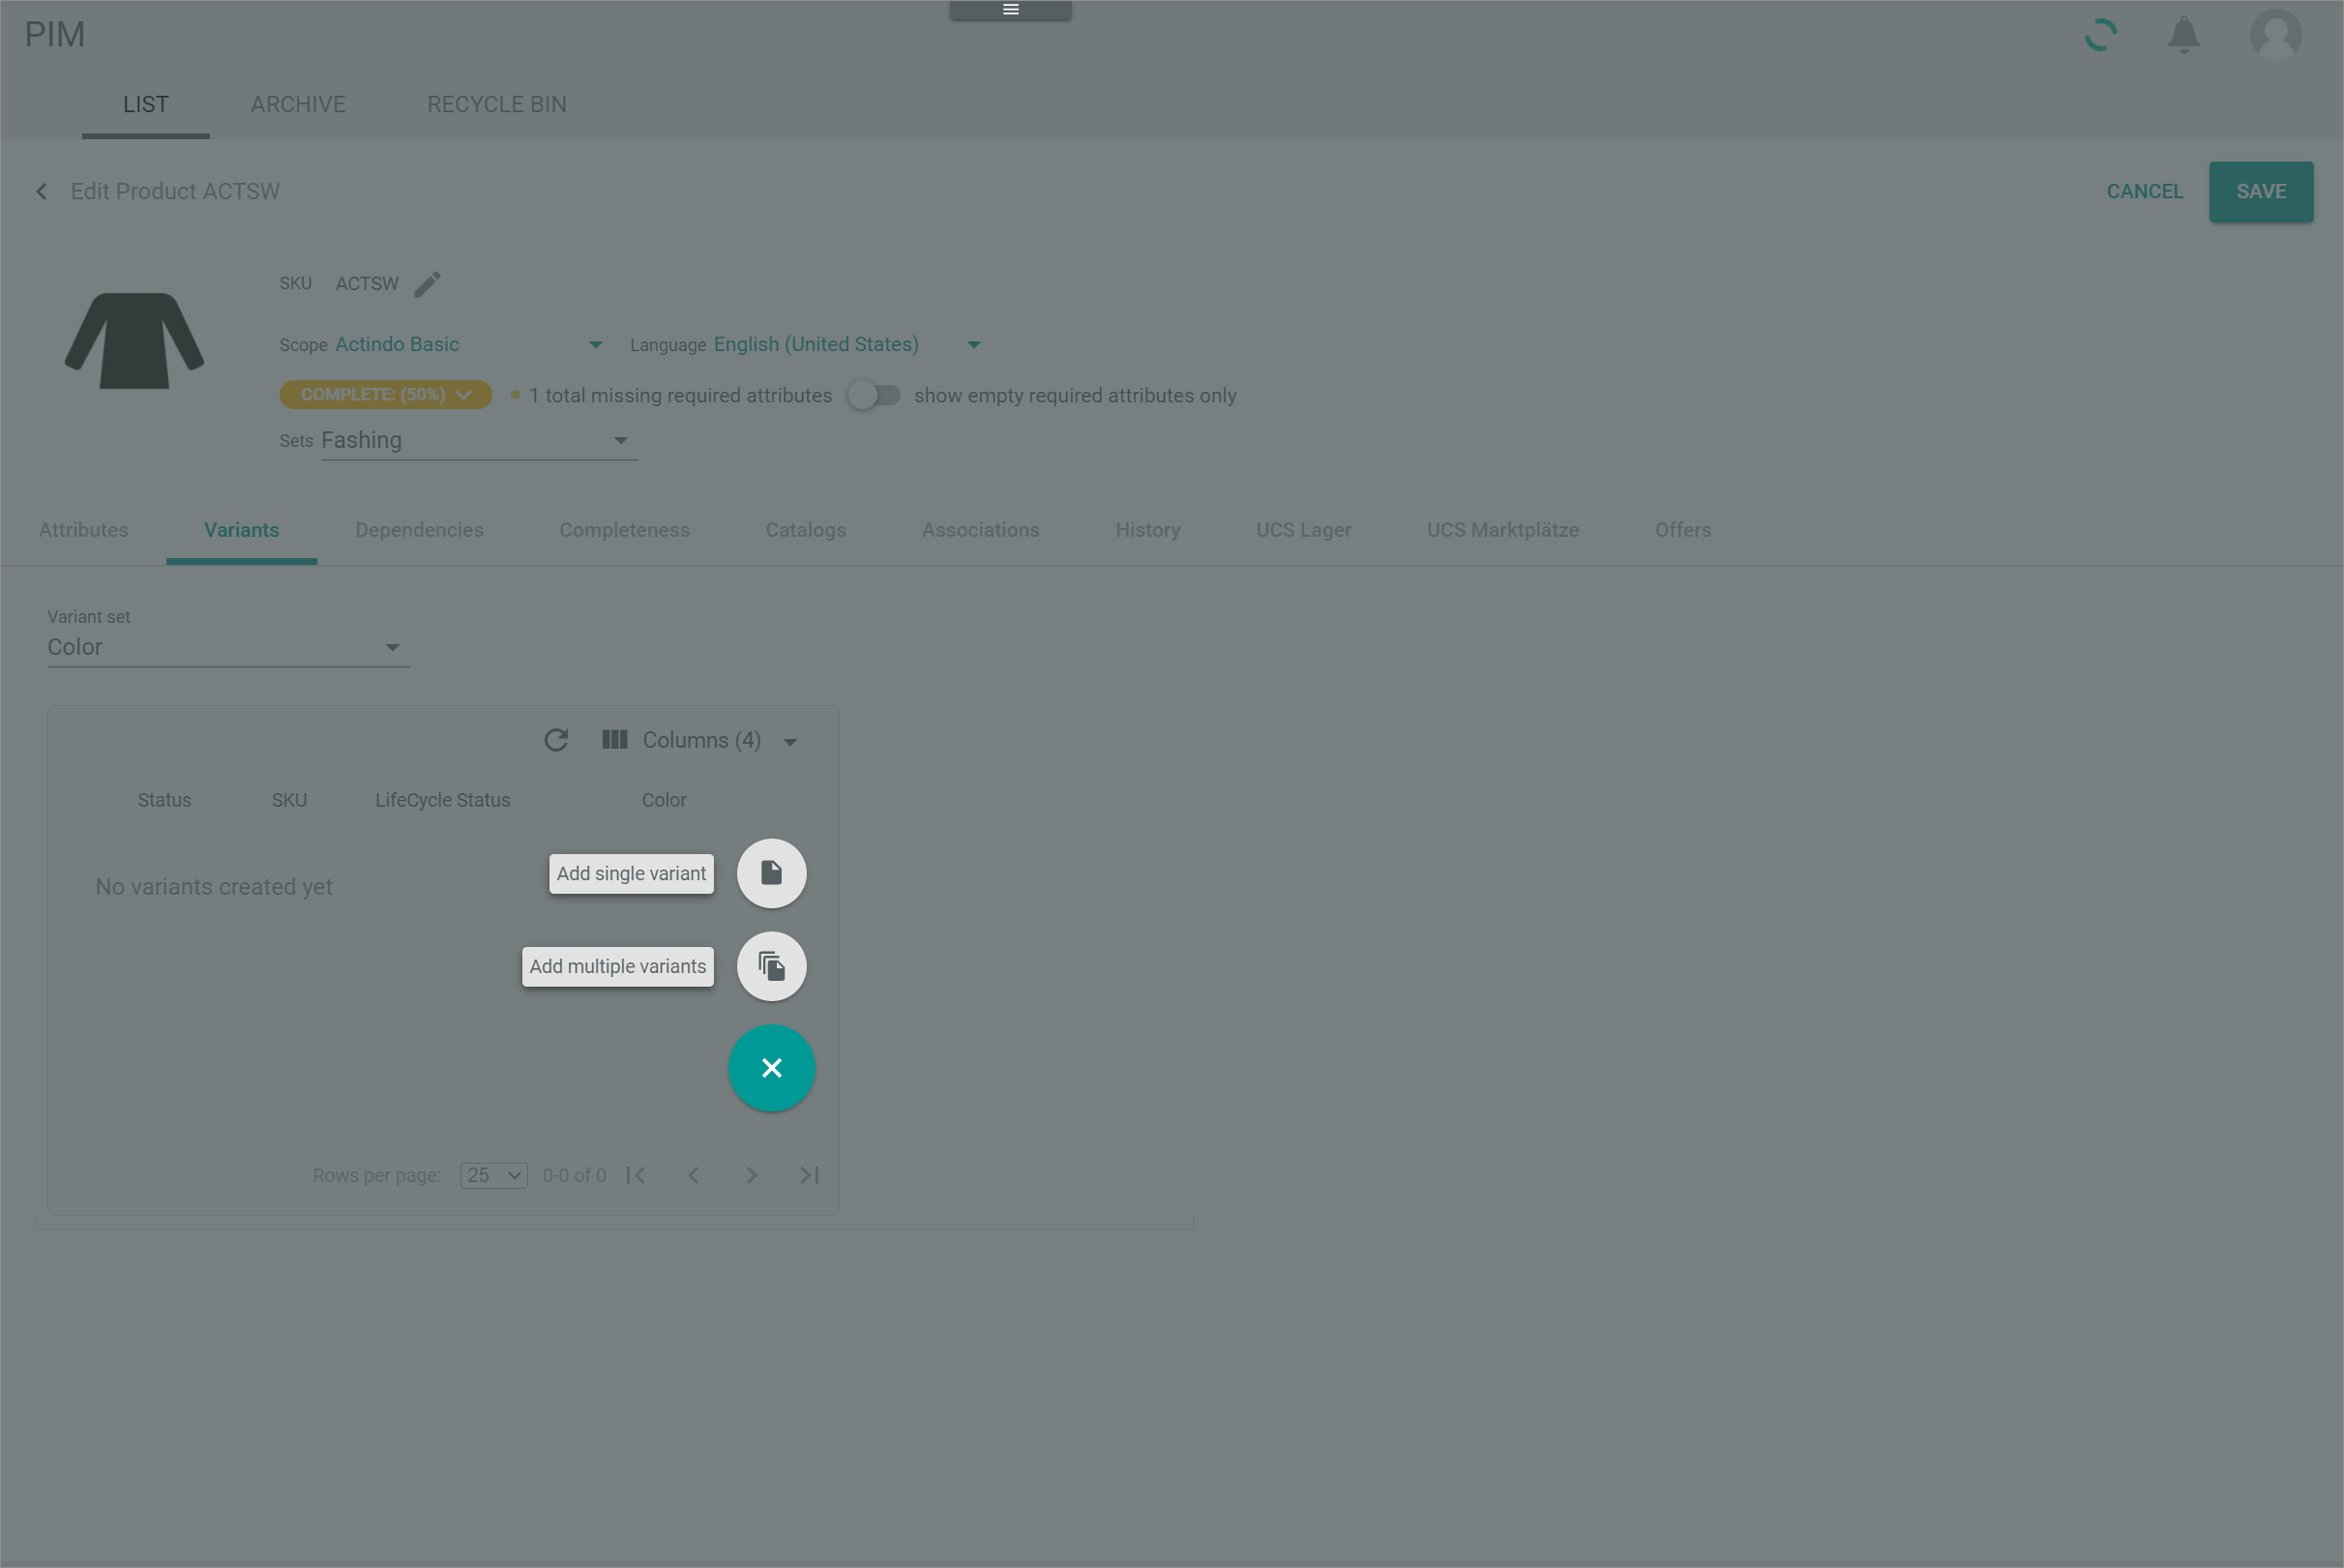 PIM
LIST ARCHIVE RECYCLE BIN
Edit Product ACTSW CANCEL SAVE
SKU ACTSW
Scope Actindo Basic Language English (United States)
COMPLETE: (50%) 1 total missing required attributes show empty required attributes only
Sets Fashing
Attributes Variants Dependencies Completeness Catalogs Associations History UCS Lager UCS Marktplätze Offers
Variant set
Color
Columns (4)
Status SKU LifeCycle Status Color
Add single variant
No variants created yet
Add multiple variants
Rows per page: 25 0-0 of 0